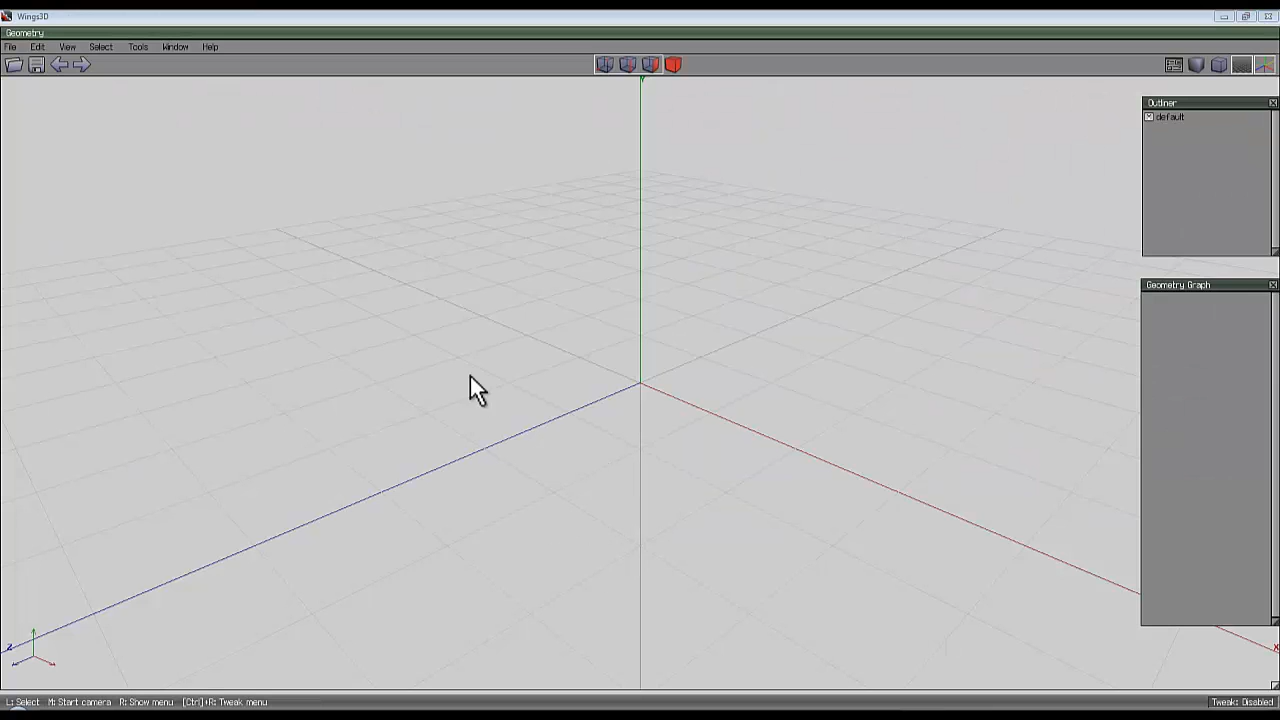 Wings3D
Geometry
File Edit View Select Tools Window Help
Y
Outliner
default
Geometry Graph
Z
X
L: Select M: Start camera R: Show menu [Ctrl]+R: Tweak menu
Tweak: Disabled